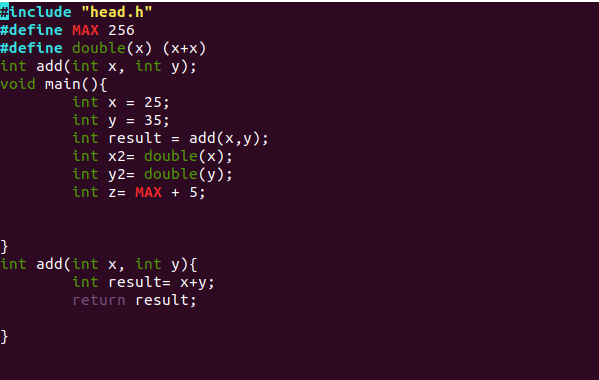 #include "head.h"
#define MAX 256
#define double(x) (x+x)
int add(int x, int y);
void main(){
        int x = 25;
        int y = 35;
        int result = add(x,y);
        int x2= double(x);
        int y2= double(y);
        int z= MAX + 5;
}
int add(int x, int y){
        int result= x+y;
        return result;
}